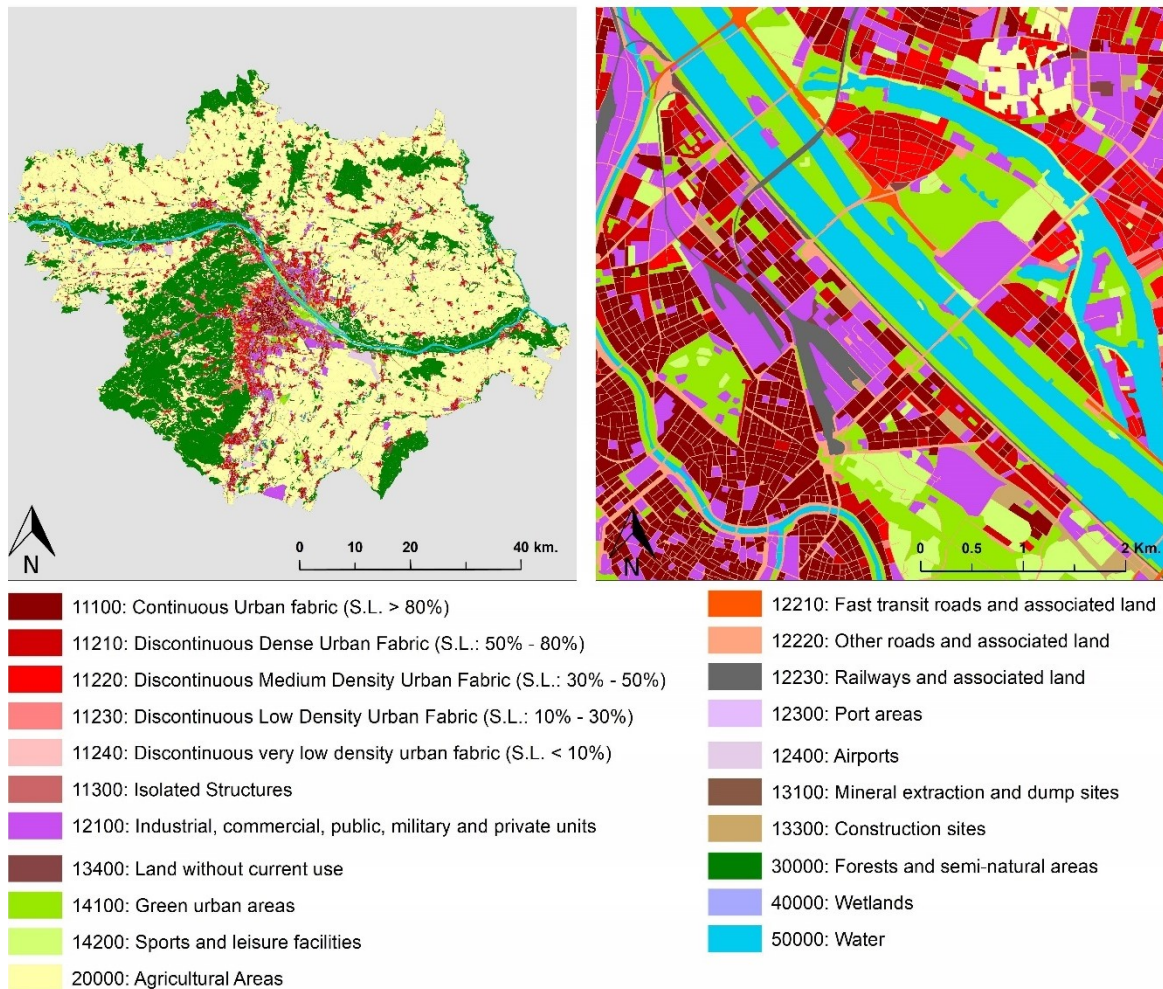 N
0 10 20 40 km.
N
0 0.5 1 2 Km.
11100: Continuous Urban fabric (S.L. > 80%)
11210: Discontinuous Dense Urban Fabric (S.L.: 50% - 80%)
11220: Discontinuous Medium Density Urban Fabric (S.L.: 30% - 50%)
11230: Discontinuous Low Density Urban Fabric (S.L.: 10% - 30%)
11240: Discontinuous very low density urban fabric (S.L. < 10%)
11300: Isolated Structures
12100: Industrial, commercial, public, military and private units
13400: Land without current use
14100: Green urban areas
14200: Sports and leisure facilities
20000: Agricultural Areas
12210: Fast transit roads and associated land
12220: Other roads and associated land
12230: Railways and associated land
12300: Port areas
12400: Airports
13100: Mineral extraction and dump sites
13300: Construction sites
30000: Forests and semi-natural areas
40000: Wetlands
50000: Water